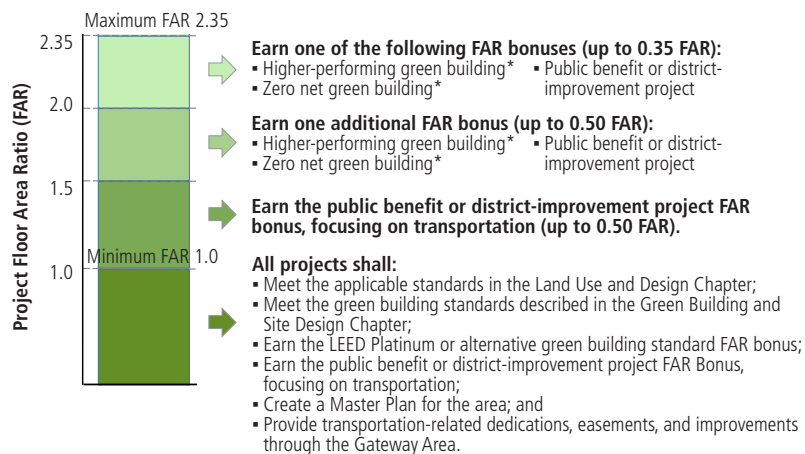 Maximum FAR 2.35
2.35
2.0
1.5
Minimum FAR 1.0
1.0
Project Floor Area Ratio (FAR)
Earn one of the following FAR bonuses (up to 0.35 FAR):
▪ Higher-performing green building*
▪ Zero net green building*
▪ Public benefit or district-
improvement project
Earn one additional FAR bonus (up to 0.50 FAR):
▪ Higher-performing green building*
▪ Zero net green building*
▪ Public benefit or district-
improvement project
Earn the public benefit or district-improvement project FAR
bonus, focusing on transportation (up to 0.50 FAR).
All projects shall:
▪ Meet the applicable standards in the Land Use and Design Chapter;
▪ Meet the green building standards described in the Green Building and
Site Design Chapter;
▪ Earn the LEED Platinum or alternative green building standard FAR bonus;
▪ Earn the public benefit or district-improvement project FAR Bonus,
focusing on transportation;
▪ Create a Master Plan for the area; and
▪ Provide transportation-related dedications, easements, and improvements
through the Gateway Area.